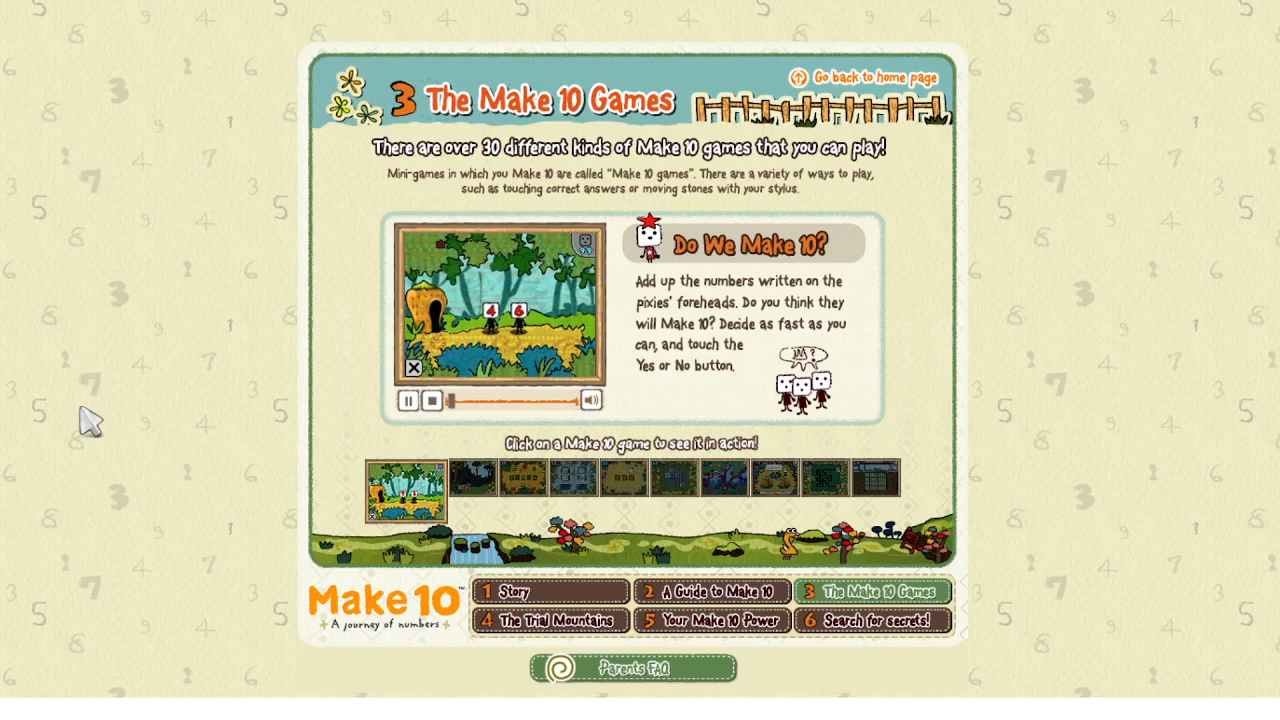 3 The Make 10 Games
Go back to home page
There are over 30 different kinds of Make 10 games that you can play!
Mini-games in which you Make 10 are called "Make 10 games". There are a variety of ways to play,
such as touching correct answers or moving stones with your stylus.
4 6
Do We Make 10?
Add up the numbers written on the
pixies' foreheads. Do you think they
will Make 10? Decide as fast as you
can, and touch the
Yes or No button.
Click on a Make 10 game to see it in action!
Make 10™
A journey of numbers
1 Story
2 A Guide to Make 10
3 The Make 10 Games
4 The Trial Mountains
5 Your Make 10 Power
6 Search for secrets!
Parents FAQ